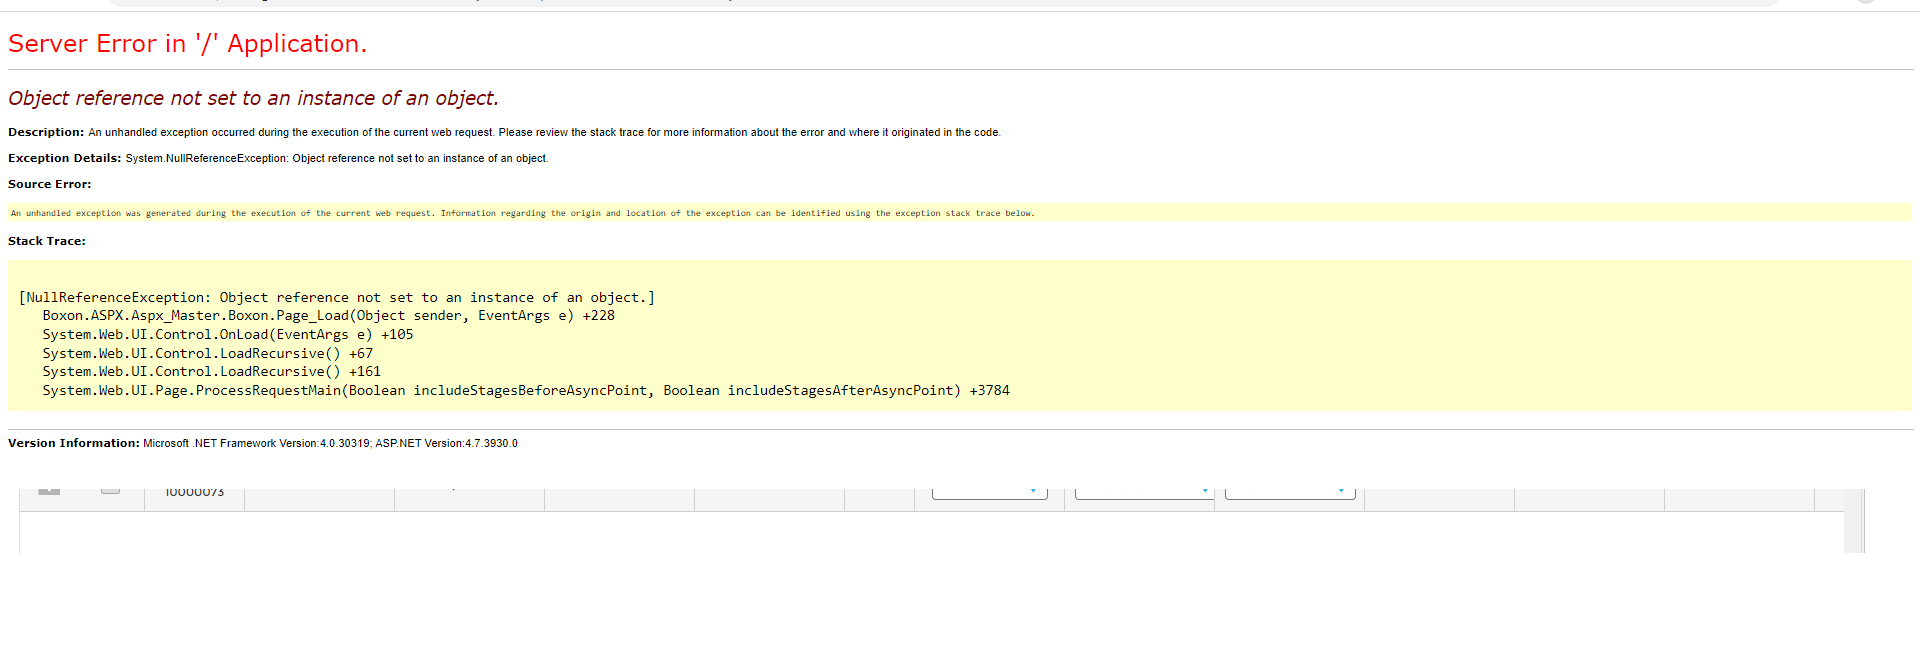 Server Error in '/' Application.
Object reference not set to an instance of an object.
Description: An unhandled exception occurred during the execution of the current web request. Please review the stack trace for more information about the error and where it originated in the code.
Exception Details: System.NullReferenceException: Object reference not set to an instance of an object.
Source Error:
An unhandled exception was generated during the execution of the current web request. Information regarding the origin and location of the exception can be identified using the exception stack trace below.
Stack Trace:
[NullReferenceException: Object reference not set to an instance of an object.]
Boxon.ASPX.Aspx_Master.Boxon.Page_Load(Object sender, EventArgs e) +228
System.Web.UI.Control.OnLoad(EventArgs e) +105
System.Web.UI.Control.LoadRecursive() +67
System.Web.UI.Control.LoadRecursive() +161
System.Web.UI.Page.ProcessRequestMain(Boolean includeStagesBeforeAsyncPoint, Boolean includeStagesAfterAsyncPoint) +3784
Version Information: Microsoft .NET Framework Version:4.0.30319; ASP.NET Version:4.7.3930.0
10000073